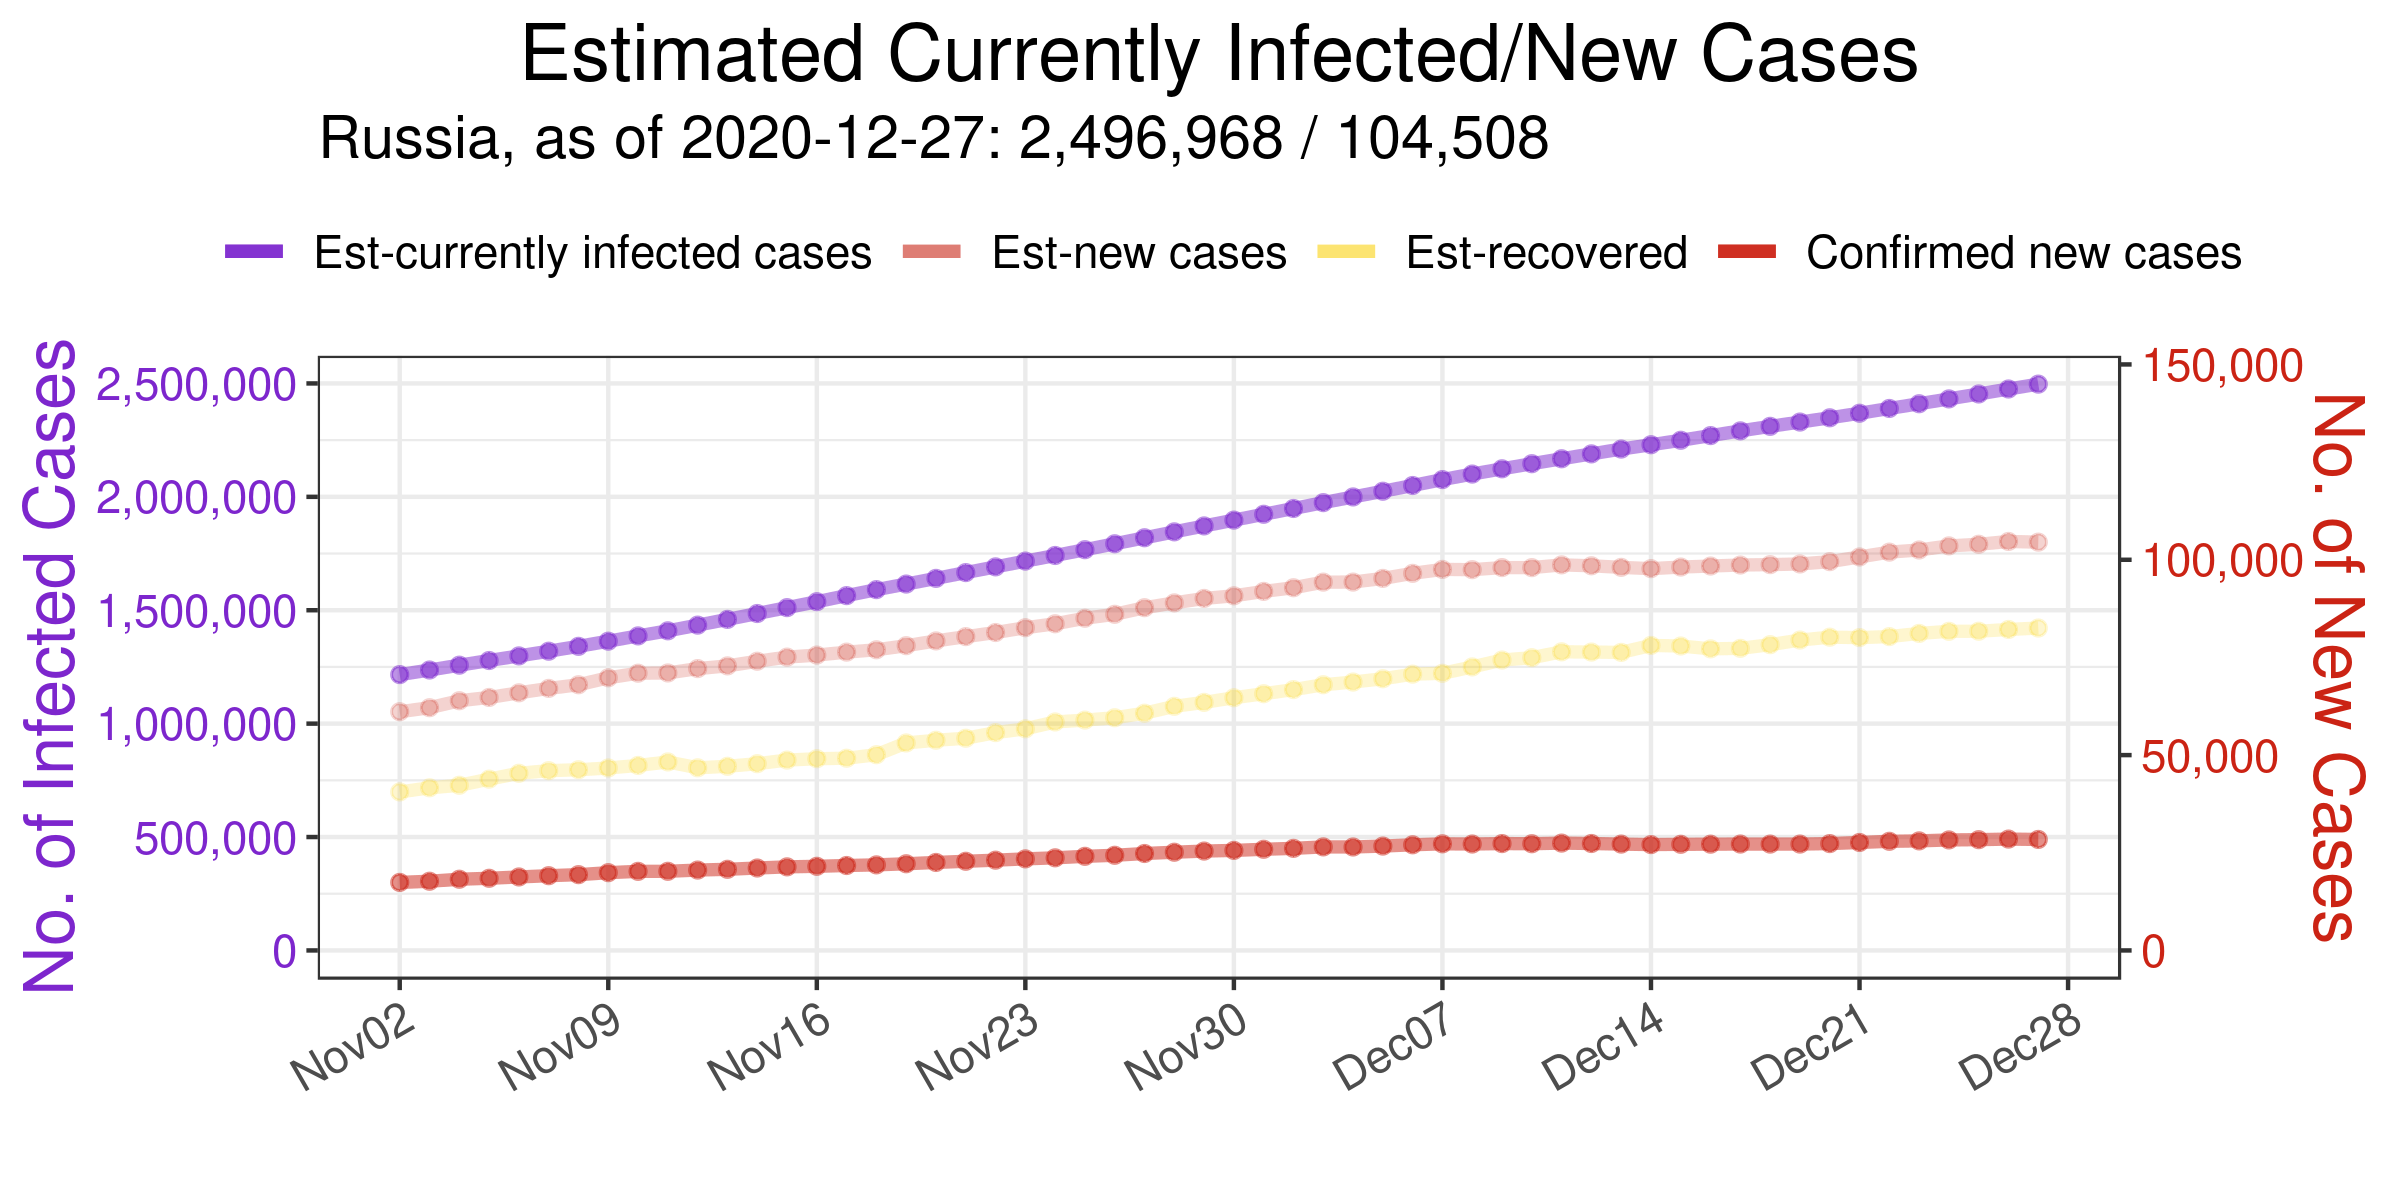 Estimated Currently Infected/New Cases
Russia, as of 2020-12-27: 2,496,968 / 104,508
Est-currently infected cases Est-new cases Est-recovered Confirmed new cases
No. of Infected Cases
2,500,000
2,000,000
1,500,000
1,000,000
500,000
0
150,000
100,000
50,000
0
No. of New Cases
Nov02 Nov09 Nov16 Nov23 Nov30 Dec07 Dec14 Dec21 Dec28